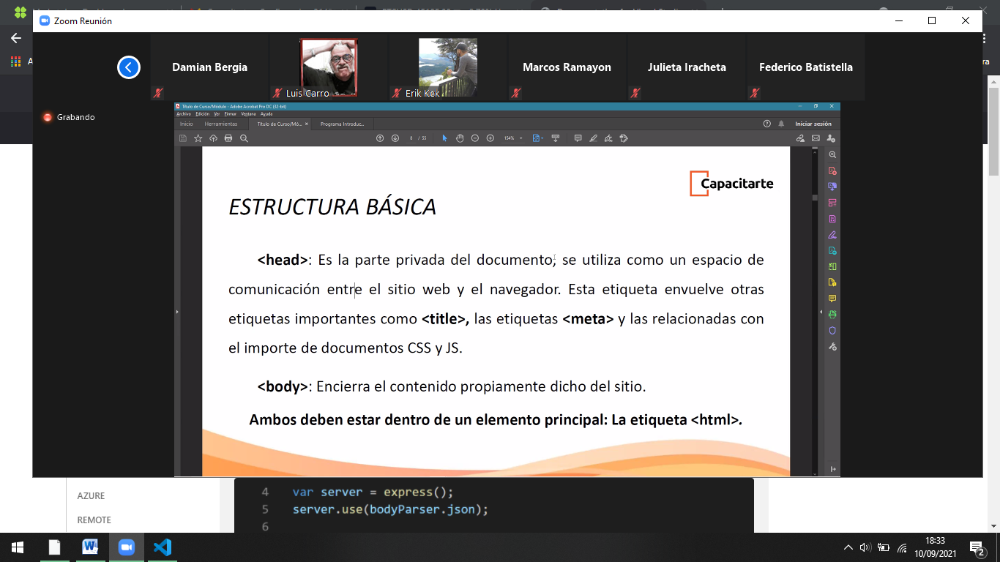 Zoom Reunión
Damian Bergia
Luis Carro
Erik Kek
Marcos Ramayon
Julieta Iracheta
Federico Batistella
Grabando
Título de Curso/Módulo - Adobe Acrobat Pro DC (32-bit)
Archivo Edición Ver Firmar Ventana Ayuda
Inicio Herramientas Título de Curso/Mó... × Programa Introduc... Iniciar sesión
8 / 55 154%
Capacitarte
ESTRUCTURA BÁSICA
<head>: Es la parte privada del documento, se utiliza como un espacio de
comunicación entre el sitio web y el navegador. Esta etiqueta envuelve otras
etiquetas importantes como <title>, las etiquetas <meta> y las relacionadas con
el importe de documentos CSS y JS.
<body>: Encierra el contenido propiamente dicho del sitio.
Ambos deben estar dentro de un elemento principal: La etiqueta <html>.
AZURE
REMOTE
4 var server = express();
5 server.use(bodyParser.json);
6
18:33
10/09/2021
2